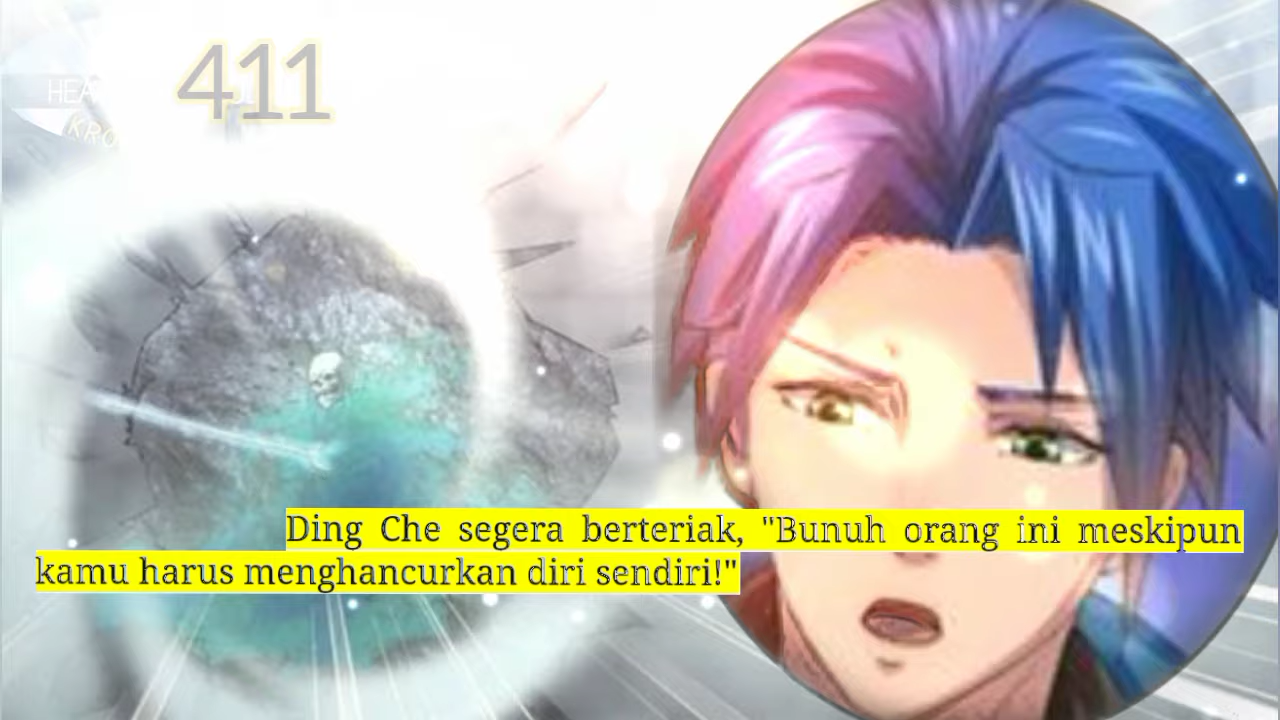 411
Ding Che segera berteriak, "Bunuh orang ini meskipun
kamu harus menghancurkan diri sendiri!"